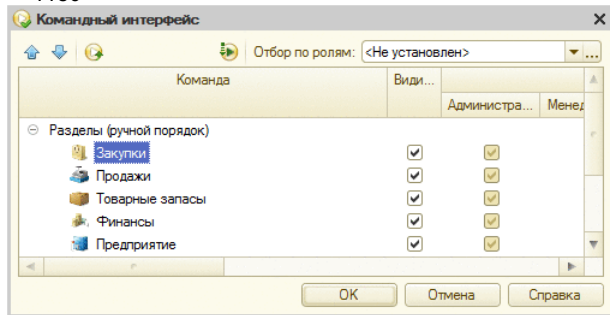 Командный интерфейс
Отбор по ролям: <Не установлен>
Команда Види...
Администра... Менед
Разделы (ручной порядок)
Закупки
Продажи
Товарные запасы
Финансы
Предприятие
OK Отмена Справка